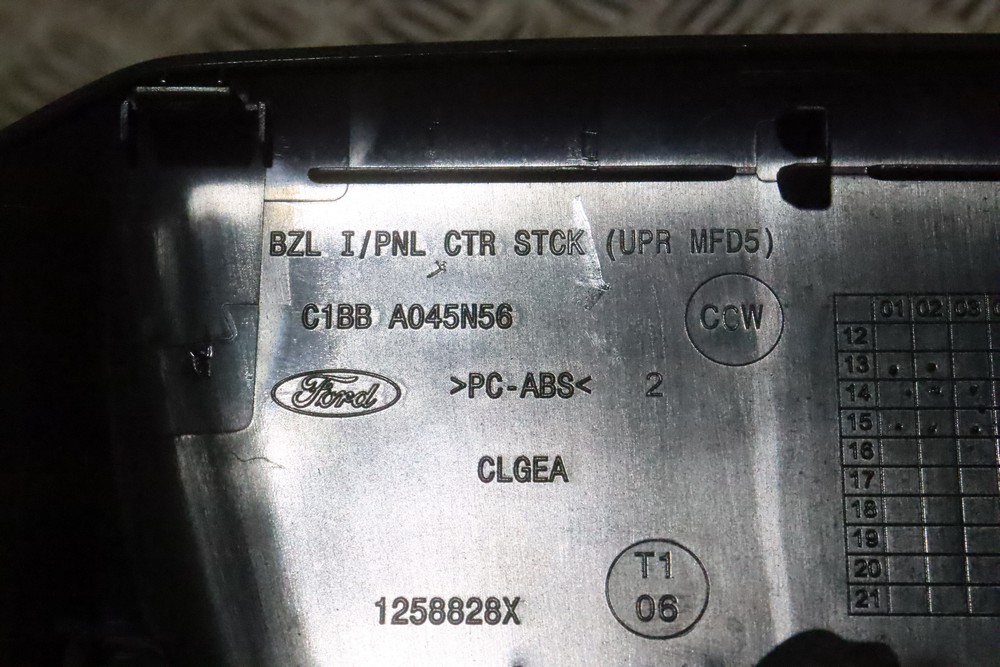 BZL I/PNL CTR STCK (UPR MFD5)
C1BB A045N56
CCW
Ford
>PC-ABS< 2
CLGEA
1258828X
T1
06
01 02 03
12
13
14
15
16
17
18
19
20
21